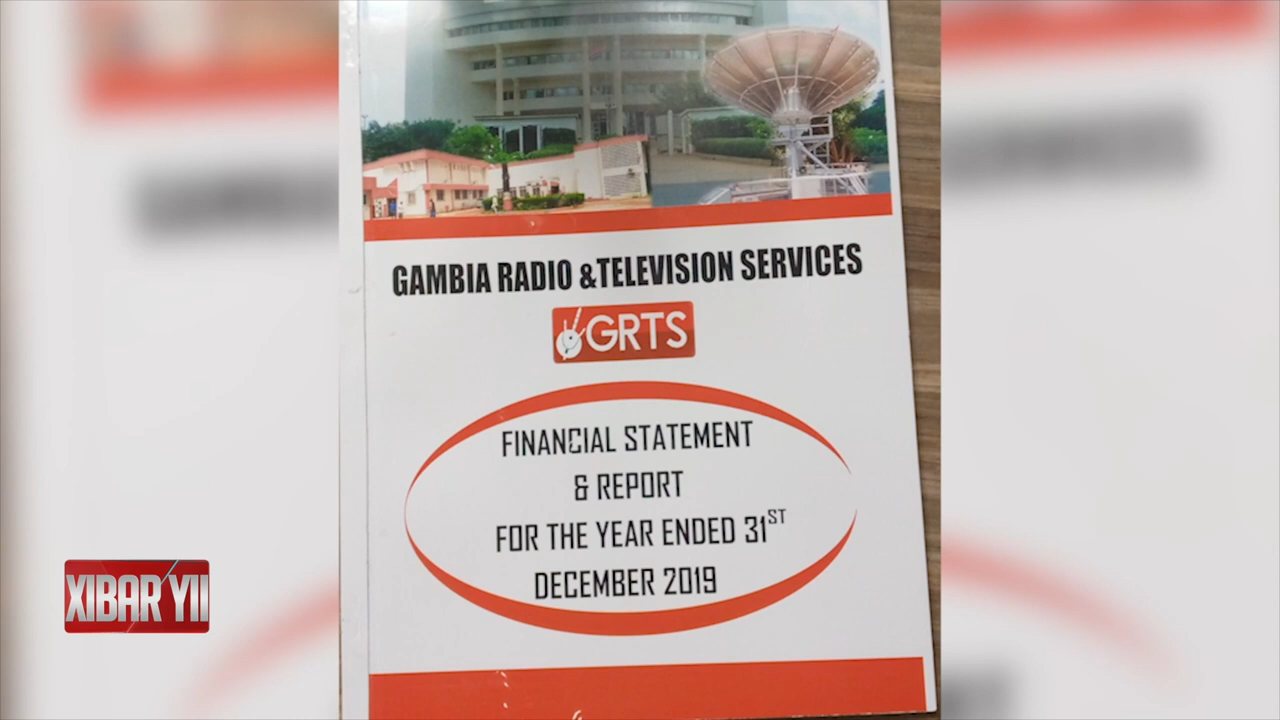 GAMBIA RADIO &TELEVISION SERVICES
GRTS
FINANCIAL STATEMENT
& REPORT
FOR THE YEAR ENDED 31ST
DECEMBER 2019
XIBAR YII